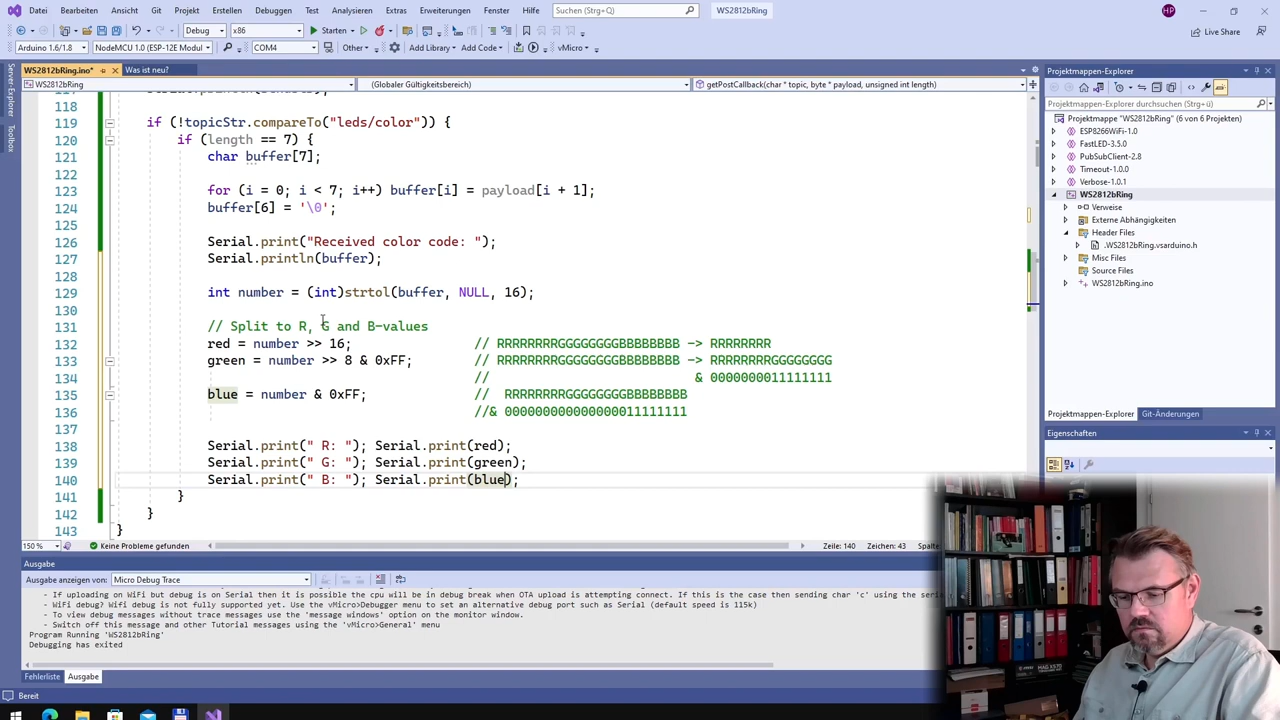 Datei Bearbeiten Ansicht Git Projekt Erstellen Debuggen Test Analysieren Extras Erweiterungen Fenster Hilfe Suchen (Strg+Q) WS2812bRing HP
Debug x86 Starten Live Share
Arduino 1.6/1.8 NodeMCU 1.0 (ESP-12E Modul COM4 Other Add Library Add Code vMicro
Server-Explorer
Toolbox
WS2812bRing.ino* Was ist neu?
WS2812bRing (Globaler Gültigkeitsbereich) getPostCallback(char * topic, byte * payload, unsigned int length)
118
119 if (!topicStr.compareTo("leds/color")) {
120 if (length == 7) {
121 char buffer[7];
122
123 for (i = 0; i < 7; i++) buffer[i] = payload[i + 1];
124 buffer[6] = '\0';
125
126 Serial.print("Received color code: ");
127 Serial.println(buffer);
128
129 int number = (int)strtol(buffer, NULL, 16);
130
131 // Split to R, G and B-values
132 red = number >> 16; // RRRRRRRRGGGGGGGGBBBBBBBB -> RRRRRRRR
133 green = number >> 8 & 0xFF; // RRRRRRRRGGGGGGGGBBBBBBBB -> RRRRRRRRGGGGGGGG
134 // & 0000000011111111
135 blue = number & 0xFF; // RRRRRRRRGGGGGGGGBBBBBBBB
136 //& 000000000000000011111111
137
138 Serial.print(" R: "); Serial.print(red);
139 Serial.print(" G: "); Serial.print(green);
140 Serial.print(" B: "); Serial.print(blue);
141 }
142 }
143 }
150 % Keine Probleme gefunden Zeile: 140 Zeichen: 43
Ausgabe
Ausgabe anzeigen von: Micro Debug Trace
- If uploading on WiFi but debug is on Serial then it is possible the cpu will be in debug break when OTA upload is attempting connect. If this is the case then sending char 'c' using the
- WiFi debug? Wifi debug is not fully supported yet. Use the vMicro>Debugger menu to set an alternative debug port such as Serial (default speed is 115k)
- To view debug windows without trace messages use the 'message windows' option on the monitor window.
- Switch off this message and other Tutorial messages using the 'vMicro>General' menu
Program Running 'WS2812bRing'
Debugging has exited
Fehlerliste Ausgabe
Bereit
Projektmappen-Explorer
Projektmappen-Explorer durchsuchen (Strg+ü)
Projektmappe "WS2812bRing" (6 von 6 Projekten)
ESP8266WiFi-1.0
FastLED-3.5.0
PubSubClient-2.8
Timeout-1.0.0
Verbose-1.0.1
WS2812bRing
Verweise
Externe Abhängigkeiten
Header Files
.WS2812bRing.vsarduino.h
Misc Files
Source Files
WS2812bRing.ino
Projektmappen-Explorer Git-Änderungen
Eigenschaften